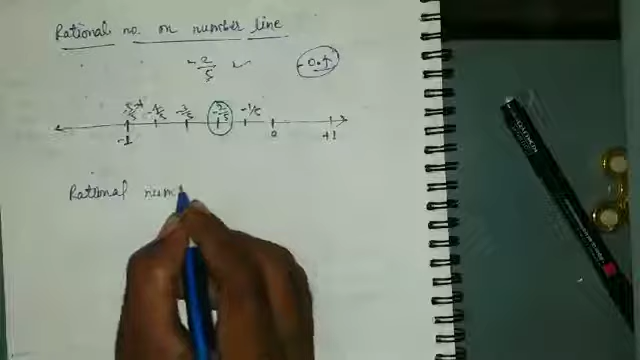 Rational no. on number line
-2/5 ✓ -0.4
-5/5 -4/5 -3/5 -2/5 -1/5
-1 0 +1
Rational num